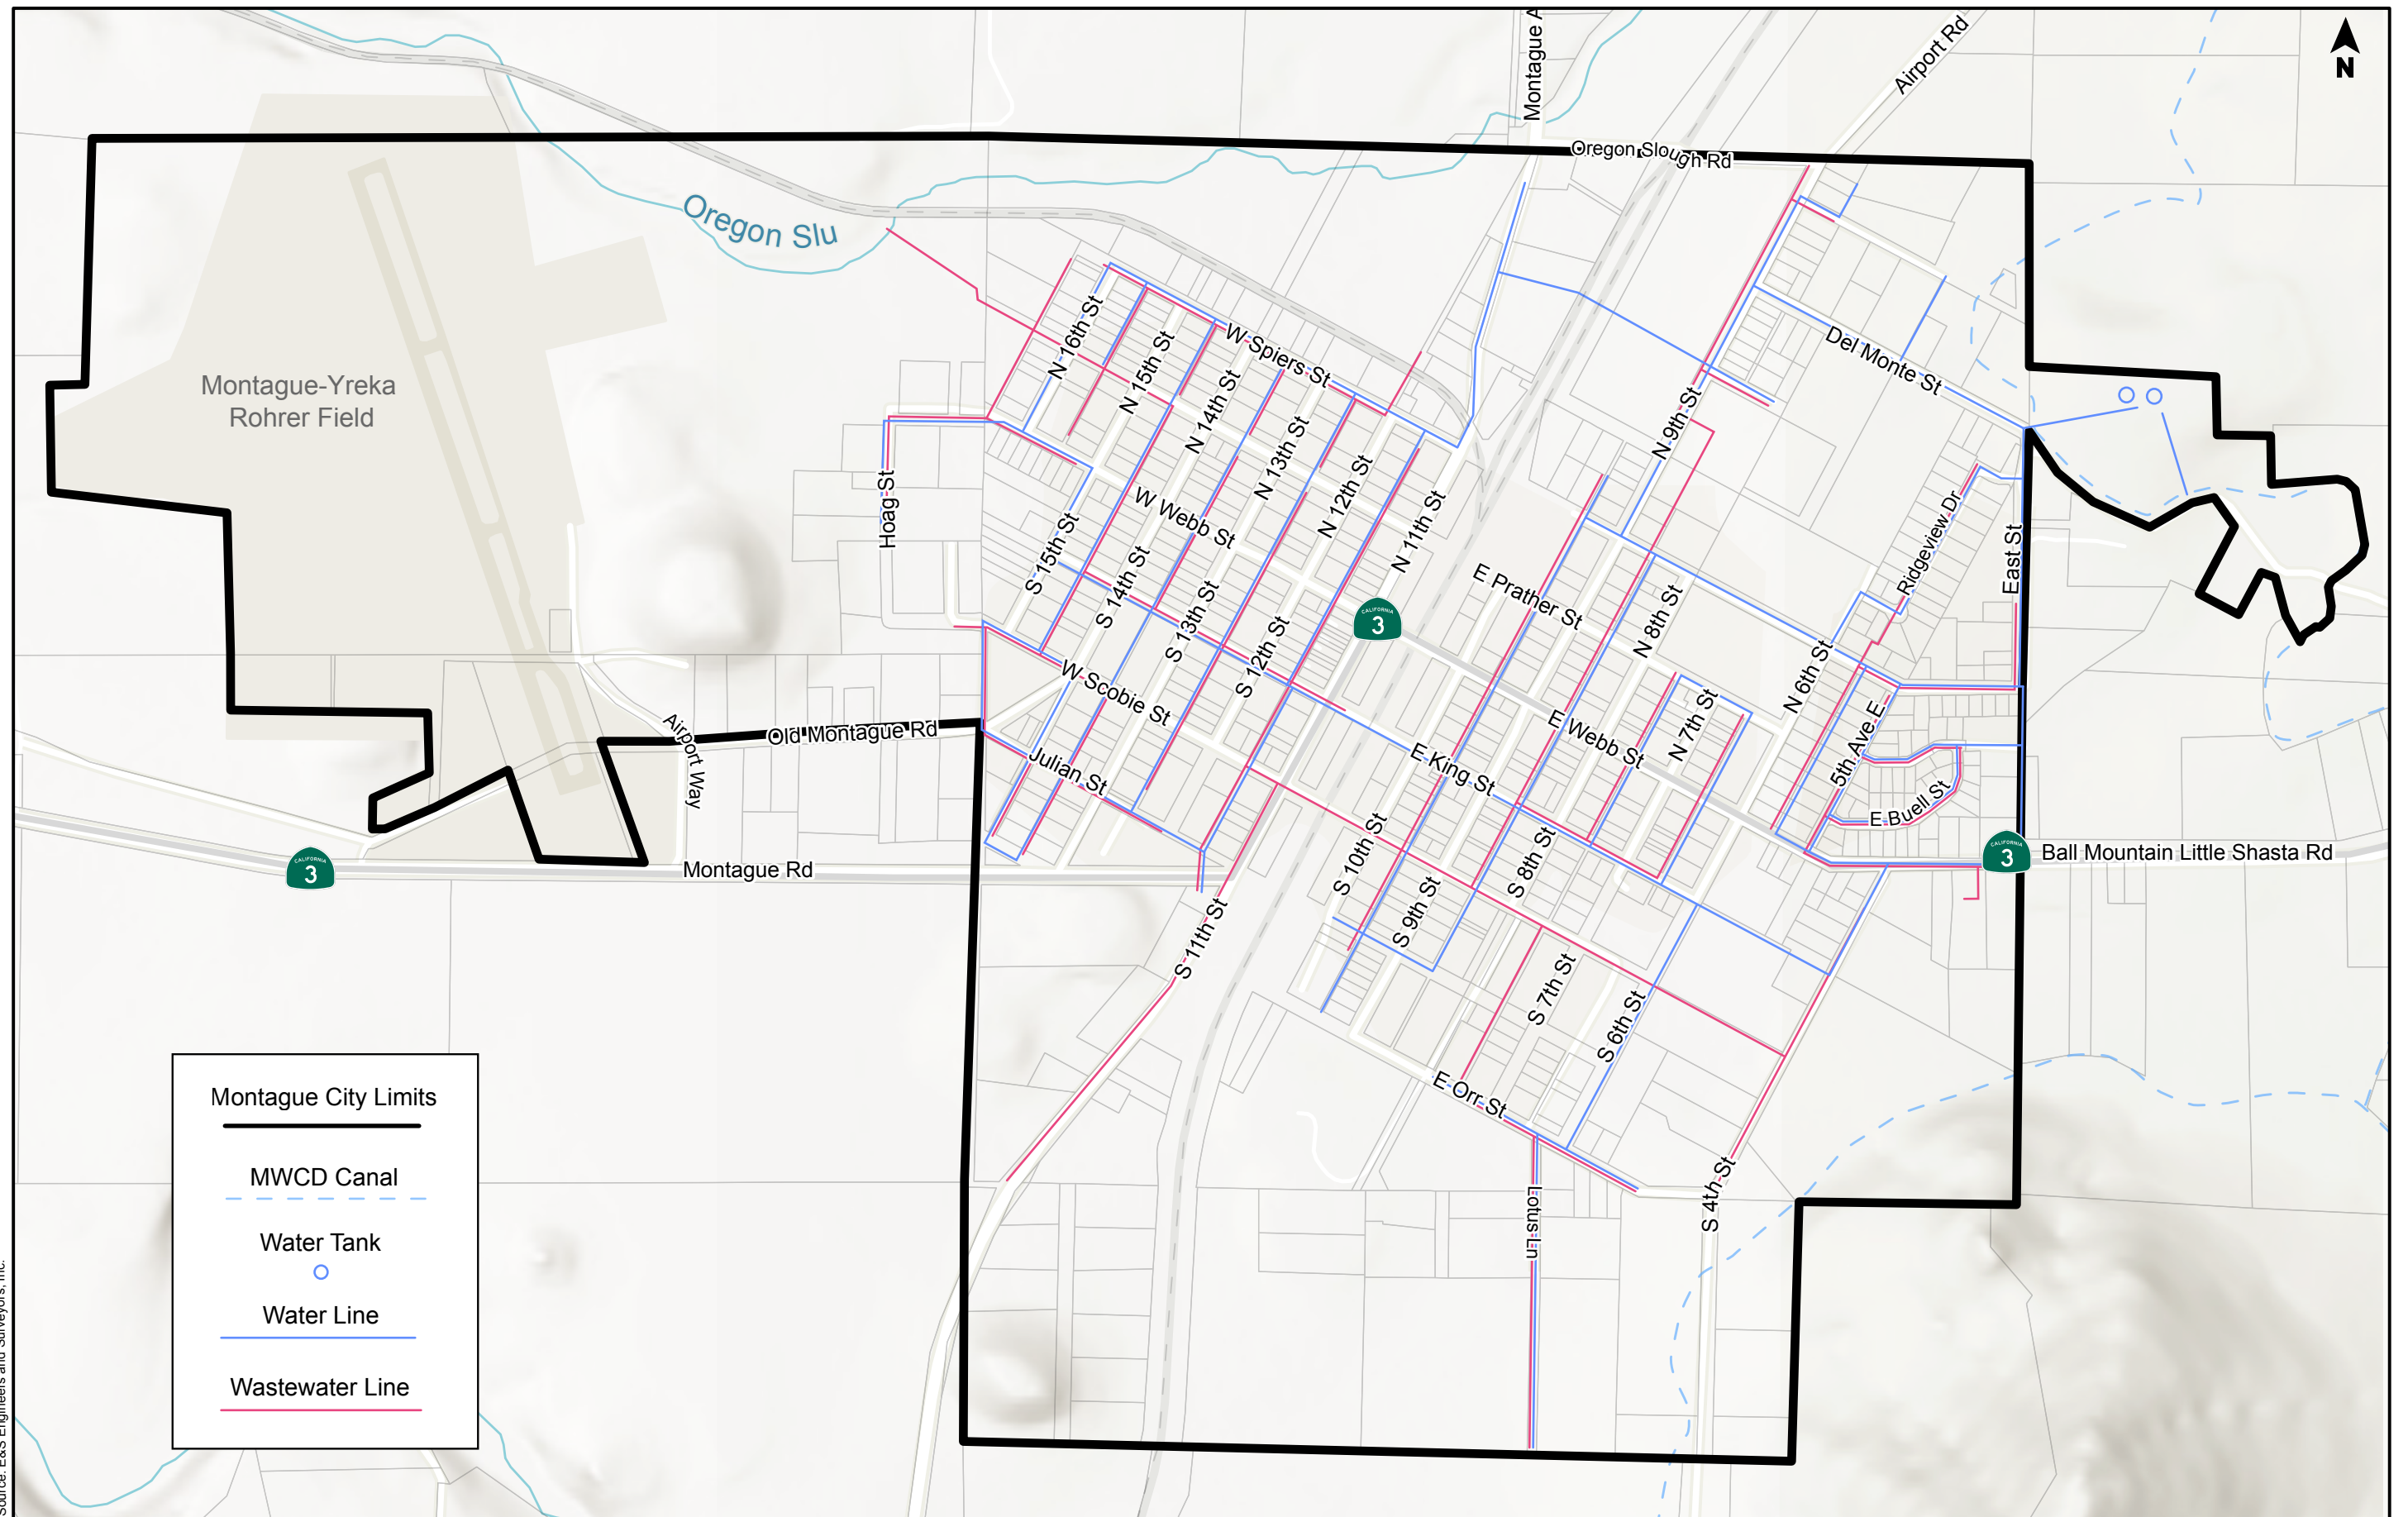 Montague A
Airport Rd
N
Oregon Slough Rd
Oregon Slu
Montague-Yreka
Rohrer Field
N 16th St
N 15th St
N 14th St
N 13th St
N 12th St
N 11th St
W Spiers St
Del Monte St
N 9th St
Hoag St
W Webb St
S 15th St
S 14th St
S 13th St
S 12th St
CALIFORNIA
3
E Prather St
N 8th St
N 7th St
N 6th St
Ridgeview Dr
East St
W Scobie St
Julian St
E Webb St
E King St
5th Ave E
E Buell St
Airport Way
Old Montague Rd
CALIFORNIA
3
Montague Rd
CALIFORNIA
3
Ball Mountain Little Shasta Rd
S 11th St
S 10th St
S 9th St
S 8th St
S 7th St
S 6th St
E Orr St
Lotus Ln
S 4th St
Montague City Limits
MWCD Canal
Water Tank
Water Line
Wastewater Line
Source: E&S Engineers and Surveyors, Inc.